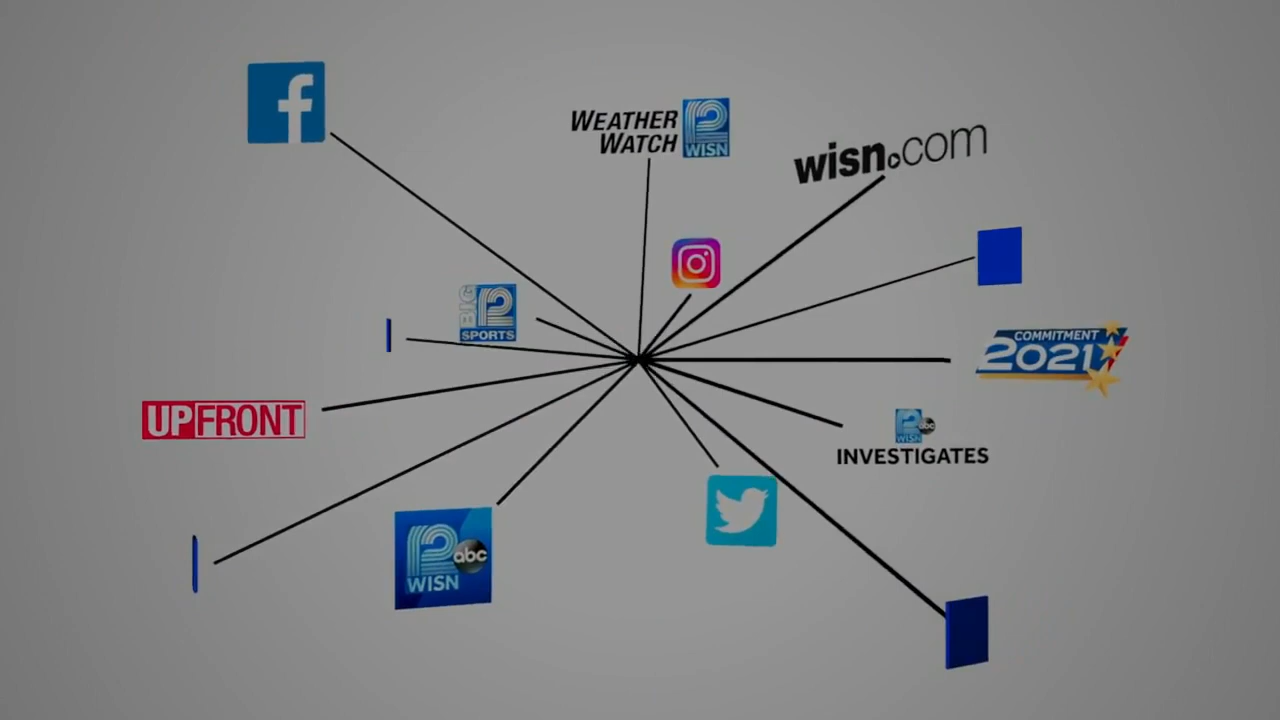 WEATHER
WATCH
12
WISN
wisn.com
BIG
12
SPORTS
COMMITMENT
2021
UPFRONT
12
WISN
abc
INVESTIGATES
12
abc
WISN